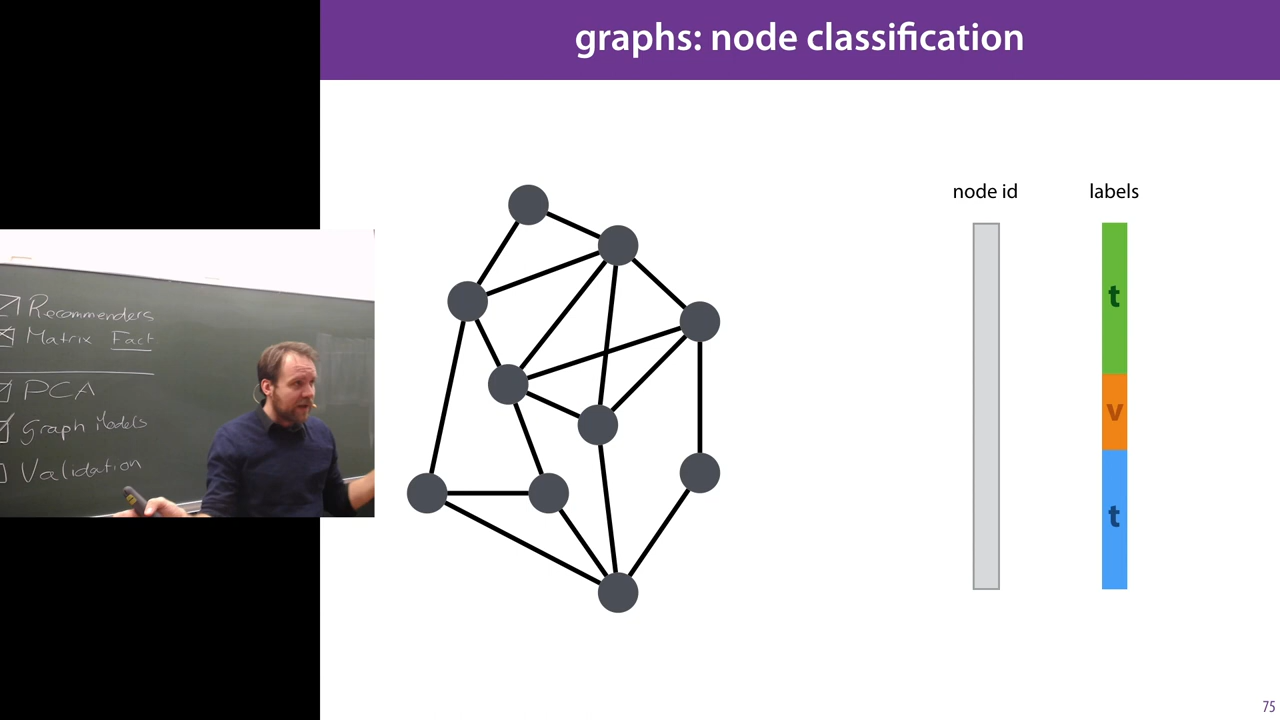 graphs: node classification
node id
labels
t
v
t
Recommenders
Matrix Fact
PCA
Graph Models
Validation
75